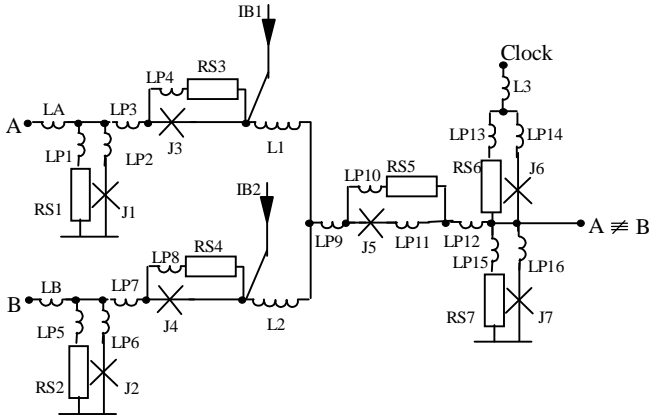 IB1
Clock
LP4 RS3
L3
LA LP3
A
J3 L1
LP13 LP14
LP1 LP2
RS6 J6
RS1 J1
IB2
LP10 RS5
A ≢ B
LP9 J5 LP11 LP12
LP8 RS4
LP15 LP16
LB LP7
B
J4 L2
RS7 J7
LP5 LP6
RS2 J2